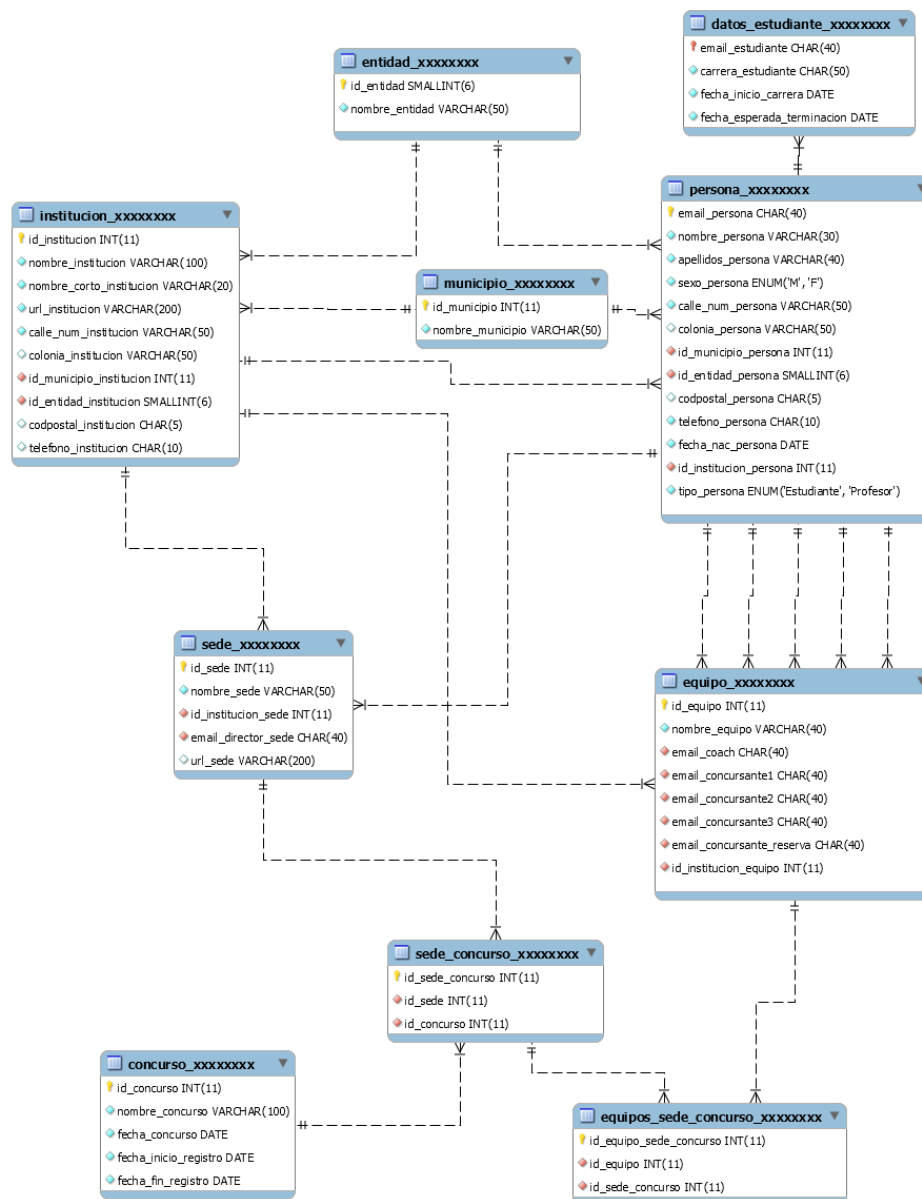 datos_estudiante_xxxxxxxx
email_estudiante CHAR(40)
carrera_estudiante CHAR(50)
fecha_inicio_carrera DATE
fecha_esperada_terminacion DATE
entidad_xxxxxxxx
id_entidad SMALLINT(6)
nombre_entidad VARCHAR(50)
persona_xxxxxxxx
email_persona CHAR(40)
nombre_persona VARCHAR(30)
apellidos_persona VARCHAR(40)
sexo_persona ENUM('M', 'F')
calle_num_persona VARCHAR(50)
colonia_persona VARCHAR(50)
id_municipio_persona INT(11)
id_entidad_persona SMALLINT(6)
codpostal_persona CHAR(5)
telefono_persona CHAR(10)
fecha_nac_persona DATE
id_institucion_persona INT(11)
tipo_persona ENUM('Estudiante', 'Profesor')
institucion_xxxxxxxx
id_institucion INT(11)
nombre_institucion VARCHAR(100)
nombre_corto_institucion VARCHAR(20)
url_institucion VARCHAR(200)
calle_num_institucion VARCHAR(50)
colonia_institucion VARCHAR(50)
id_municipio_institucion INT(11)
id_entidad_institucion SMALLINT(6)
codpostal_institucion CHAR(5)
telefono_institucion CHAR(10)
municipio_xxxxxxxx
id_municipio INT(11)
nombre_municipio VARCHAR(50)
sede_xxxxxxxx
id_sede INT(11)
nombre_sede VARCHAR(50)
id_institucion_sede INT(11)
email_director_sede CHAR(40)
url_sede VARCHAR(200)
equipo_xxxxxxxx
id_equipo INT(11)
nombre_equipo VARCHAR(40)
email_coach CHAR(40)
email_concursante1 CHAR(40)
email_concursante2 CHAR(40)
email_concursante3 CHAR(40)
email_concursante_reserva CHAR(40)
id_institucion_equipo INT(11)
sede_concurso_xxxxxxxx
id_sede_concurso INT(11)
id_sede INT(11)
id_concurso INT(11)
concurso_xxxxxxxx
id_concurso INT(11)
nombre_concurso VARCHAR(100)
fecha_concurso DATE
fecha_inicio_registro DATE
fecha_fin_registro DATE
equipos_sede_concurso_xxxxxxxx
id_equipo_sede_concurso INT(11)
id_equipo INT(11)
id_sede_concurso INT(11)